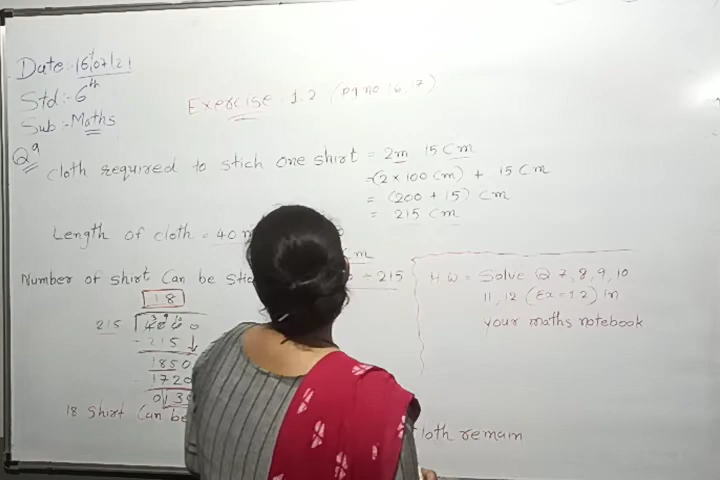 Date:- 16/07/21
Std:- 6th
Sub:- Maths
Exercise. 1.2 (pg no 16, 17)
Q9
Cloth required to stich one shirt = 2m 15 Cm
=(2 × 100 Cm) + 15 Cm
= (200 + 15) Cm
= 215 Cm
Length of cloth = 40 m
Cm
Number of shirt Can be ÷ 215
18
215 4000
- 215 ↓
1850
- 1720
18 Shirt Can be
remam
H.W = Solve Q 7, 8, 9, 10
11, 12 (Ex = 1.2) in
your maths notebook